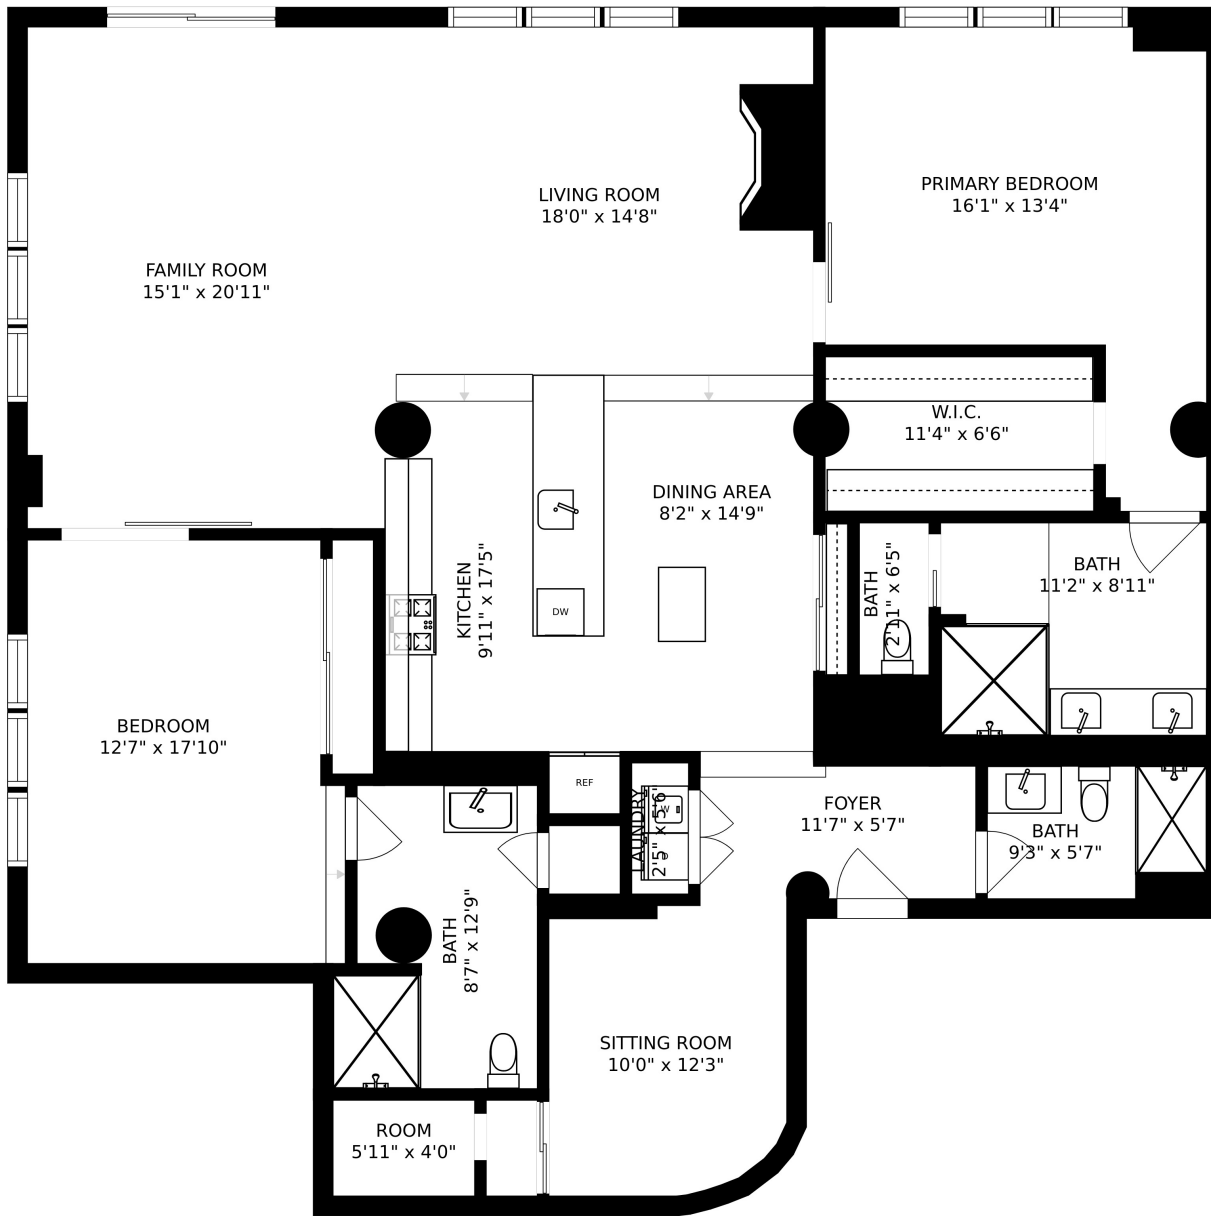 LIVING ROOM
18'0" x 14'8"
PRIMARY BEDROOM
16'1" x 13'4"
FAMILY ROOM
15'1" x 20'11"
W.I.C.
11'4" x 6'6"
DINING AREA
8'2" x 14'9"
KITCHEN
9'11" x 17'5"
DW
BATH
2'11" x 6'5"
BATH
11'2" x 8'11"
BEDROOM
12'7" x 17'10"
REF
LAUNDRY
2'5" x 5'6"
W
D
FOYER
11'7" x 5'7"
BATH
9'3" x 5'7"
BATH
8'7" x 12'9"
SITTING ROOM
10'0" x 12'3"
ROOM
5'11" x 4'0"